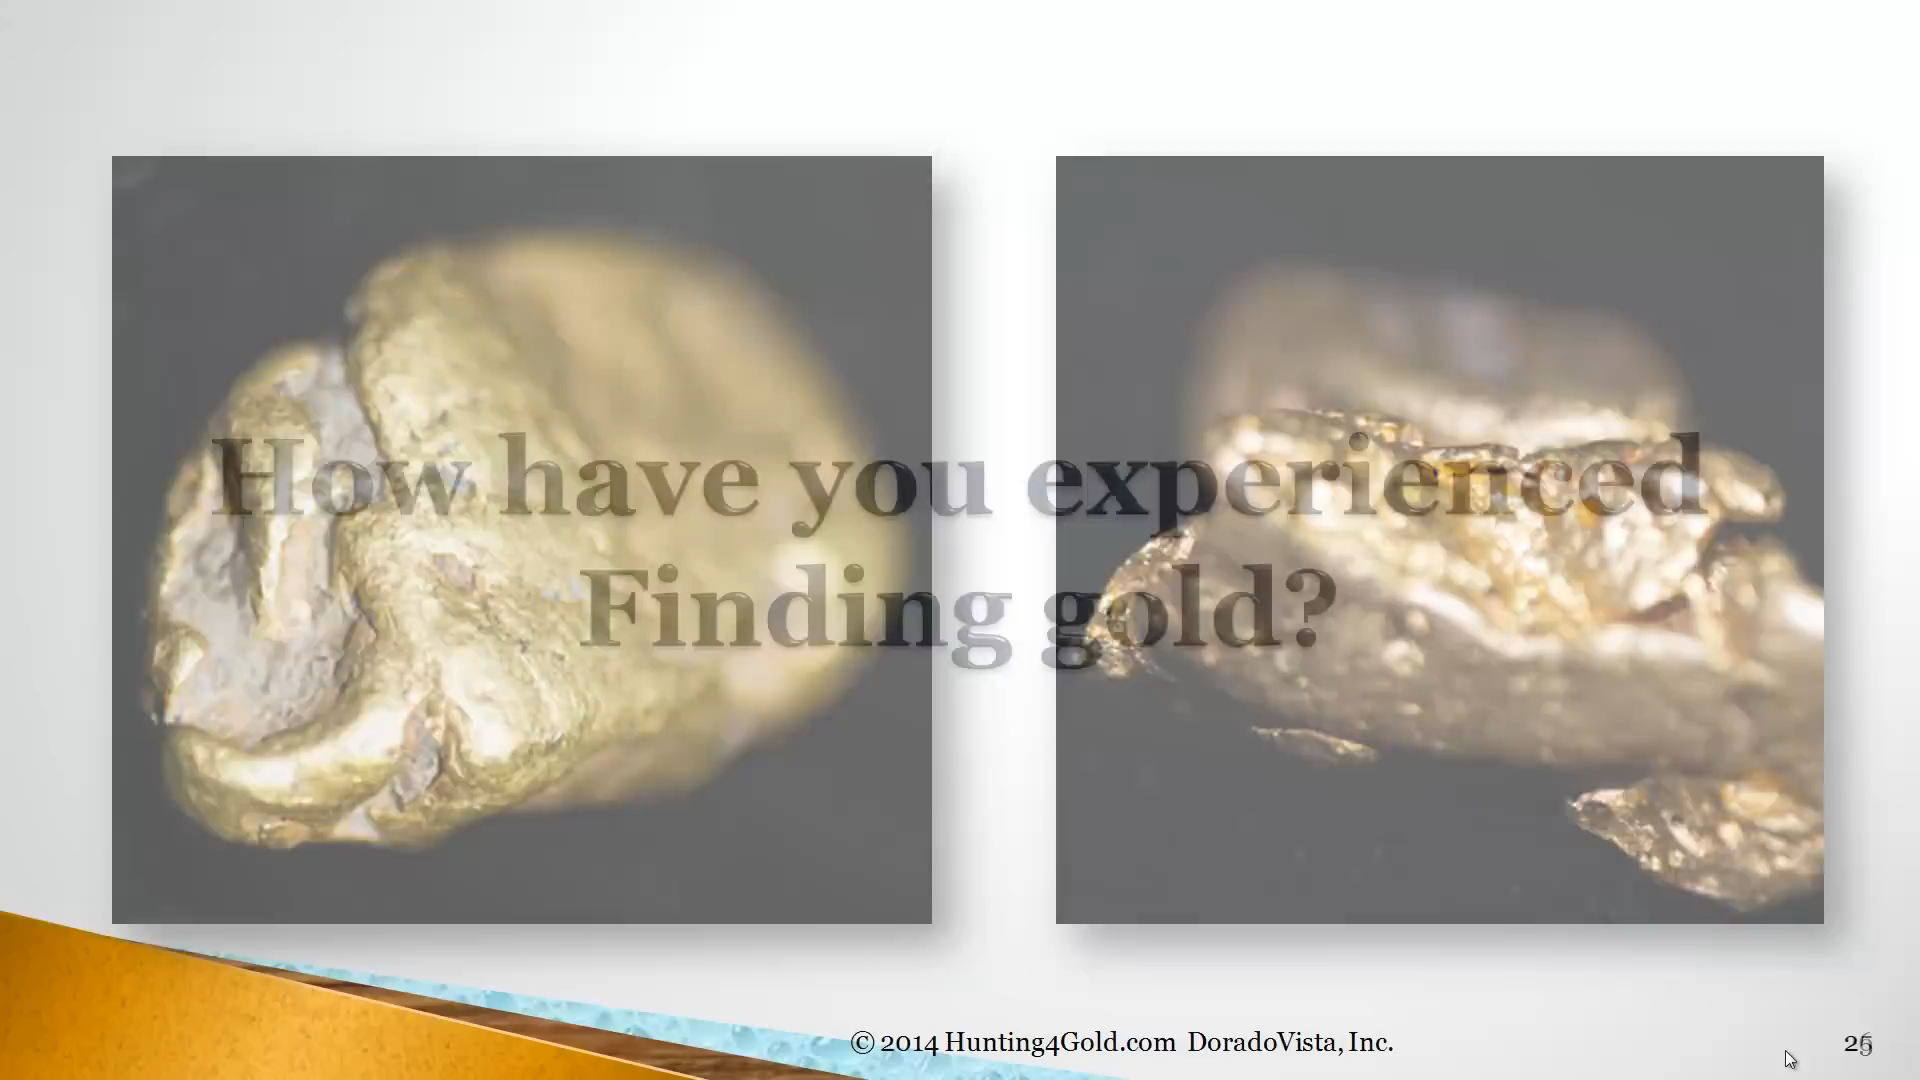 How have you experienced
Finding gold?
© 2014 Hunting4Gold.com DoradoVista, Inc.